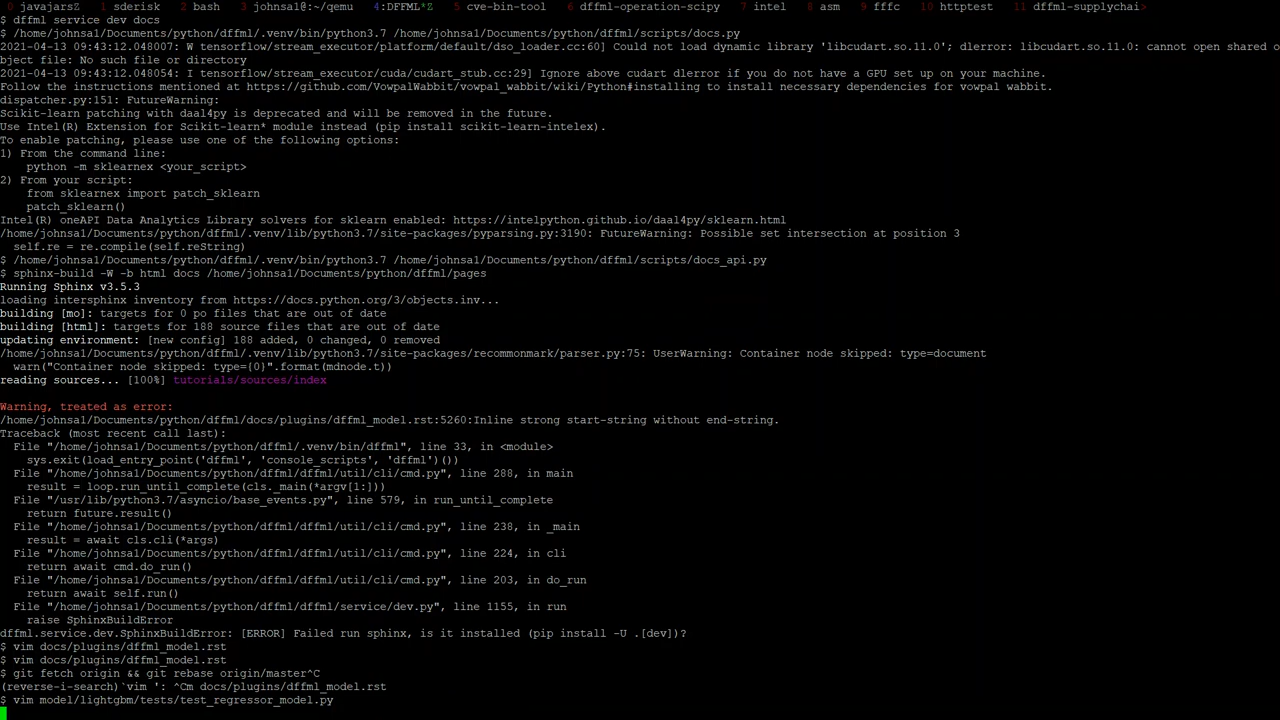 0 javajarsZ  1 sderisk  2 bash  3 johnsa1@:~/qemu  4:DFFML*Z  5 cve-bin-tool  6 dffml-operation-scipy  7 intel  8 asm  9 fffc  10 httptest  11 dffml-supplychai>
$ dffml service dev docs
$ /home/johnsa1/Documents/python/dffml/.venv/bin/python3.7 /home/johnsa1/Documents/python/dffml/scripts/docs.py
2021-04-13 09:43:12.048007: W tensorflow/stream_executor/platform/default/dso_loader.cc:60] Could not load dynamic library 'libcudart.so.11.0'; dlerror: libcudart.so.11.0: cannot open shared o
bject file: No such file or directory
2021-04-13 09:43:12.048054: I tensorflow/stream_executor/cuda/cudart_stub.cc:29] Ignore above cudart dlerror if you do not have a GPU set up on your machine.
Follow the instructions mentioned at https://github.com/VowpalWabbit/vowpal_wabbit/wiki/Python#installing to install necessary dependencies for vowpal wabbit.
dispatcher.py:151: FutureWarning:
Scikit-learn patching with daal4py is deprecated and will be removed in the future.
Use Intel(R) Extension for Scikit-learn* module instead (pip install scikit-learn-intelex).
To enable patching, please use one of the following options:
1) From the command line:
    python -m sklearnex <your_script>
2) From your script:
    from sklearnex import patch_sklearn
    patch_sklearn()
Intel(R) oneAPI Data Analytics Library solvers for sklearn enabled: https://intelpython.github.io/daal4py/sklearn.html
/home/johnsa1/Documents/python/dffml/.venv/lib/python3.7/site-packages/pyparsing.py:3190: FutureWarning: Possible set intersection at position 3
  self.re = re.compile(self.reString)
$ /home/johnsa1/Documents/python/dffml/.venv/bin/python3.7 /home/johnsa1/Documents/python/dffml/scripts/docs_api.py
$ sphinx-build -W -b html docs /home/johnsa1/Documents/python/dffml/pages
Running Sphinx v3.5.3
loading intersphinx inventory from https://docs.python.org/3/objects.inv...
building [mo]: targets for 0 po files that are out of date
building [html]: targets for 188 source files that are out of date
updating environment: [new config] 188 added, 0 changed, 0 removed
/home/johnsa1/Documents/python/dffml/.venv/lib/python3.7/site-packages/recommonmark/parser.py:75: UserWarning: Container node skipped: type=document
  warn("Container node skipped: type={0}".format(mdnode.t))
reading sources... [100%] tutorials/sources/index
Warning, treated as error:
/home/johnsa1/Documents/python/dffml/docs/plugins/dffml_model.rst:5260:Inline strong start-string without end-string.
Traceback (most recent call last):
  File "/home/johnsa1/Documents/python/dffml/.venv/bin/dffml", line 33, in <module>
    sys.exit(load_entry_point('dffml', 'console_scripts', 'dffml')())
  File "/home/johnsa1/Documents/python/dffml/dffml/util/cli/cmd.py", line 288, in main
    result = loop.run_until_complete(cls._main(*argv[1:]))
  File "/usr/lib/python3.7/asyncio/base_events.py", line 579, in run_until_complete
    return future.result()
  File "/home/johnsa1/Documents/python/dffml/dffml/util/cli/cmd.py", line 238, in _main
    result = await cls.cli(*args)
  File "/home/johnsa1/Documents/python/dffml/dffml/util/cli/cmd.py", line 224, in cli
    return await cmd.do_run()
  File "/home/johnsa1/Documents/python/dffml/dffml/util/cli/cmd.py", line 203, in do_run
    return await self.run()
  File "/home/johnsa1/Documents/python/dffml/dffml/service/dev.py", line 1155, in run
    raise SphinxBuildError
dffml.service.dev.SphinxBuildError: [ERROR] Failed run sphinx, is it installed (pip install -U .[dev])?
$ vim docs/plugins/dffml_model.rst
$ vim docs/plugins/dffml_model.rst
$ git fetch origin && git rebase origin/master^C
(reverse-i-search)`vim ': ^Cm docs/plugins/dffml_model.rst
$ vim model/lightgbm/tests/test_regressor_model.py